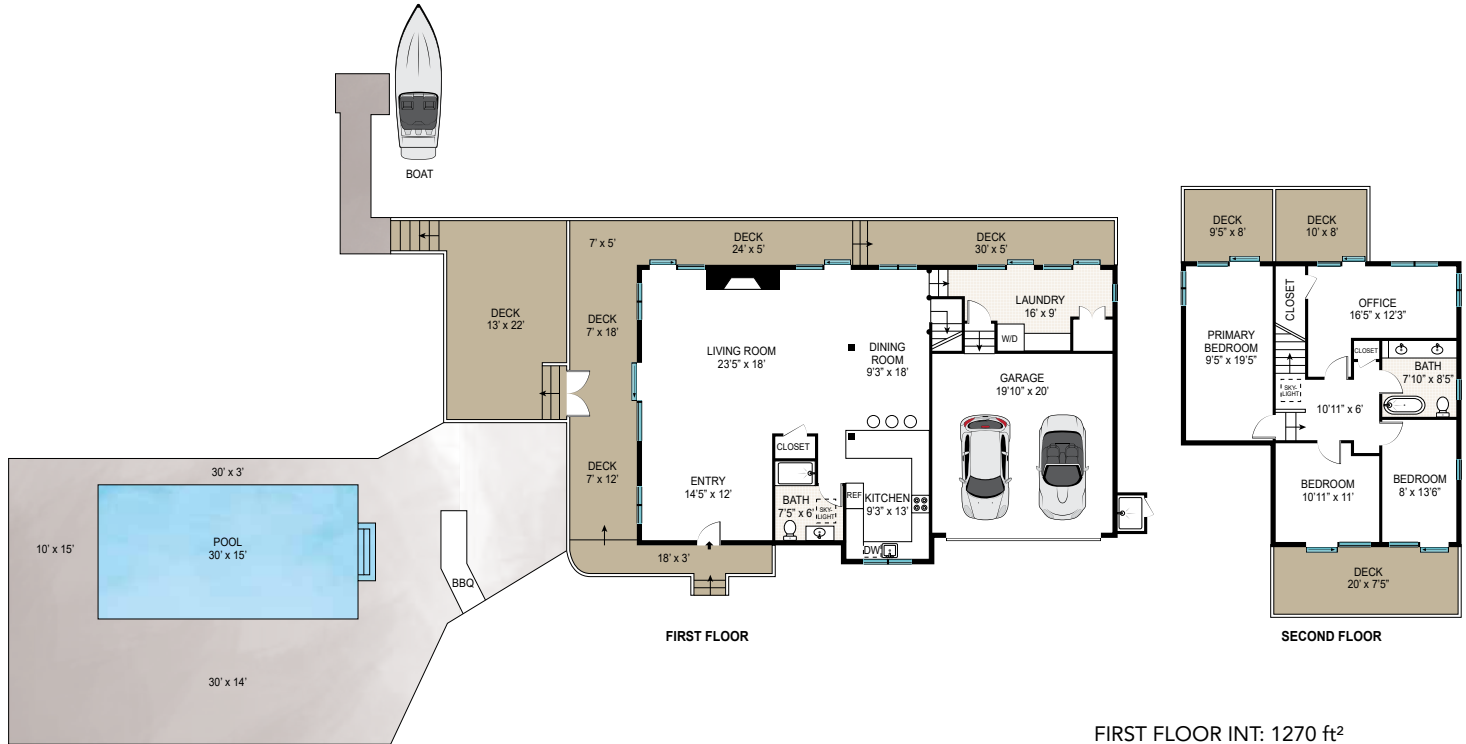 BOAT
7' x 5'
DECK
24' x 5'
DECK
30' x 5'
DECK
13' x 22'
DECK
7' x 18'
LIVING ROOM
23'5" x 18'
DINING
ROOM
9'3" x 18'
LAUNDRY
16' x 9'
W/D
GARAGE
19'10" x 20'
CLOSET
DECK
7' x 12'
ENTRY
14'5" x 12'
BATH
7'5" x 6'
SKY-
LIGHT
REF
KITCHEN
9'3" x 13'
DW
18' x 3'
30' x 3'
10' x 15'
POOL
30' x 15'
BBQ
30' x 14'
FIRST FLOOR
DECK
9'5" x 8'
DECK
10' x 8'
CLOSET
OFFICE
16'5" x 12'3"
PRIMARY
BEDROOM
9'5" x 19'5"
CLOSET
BATH
7'10" x 8'5"
SKY-
LIGHT
10'11" x 6'
BEDROOM
10'11" x 11'
BEDROOM
8' x 13'6"
DECK
20' x 7'5"
SECOND FLOOR
FIRST FLOOR INT: 1270 ft²